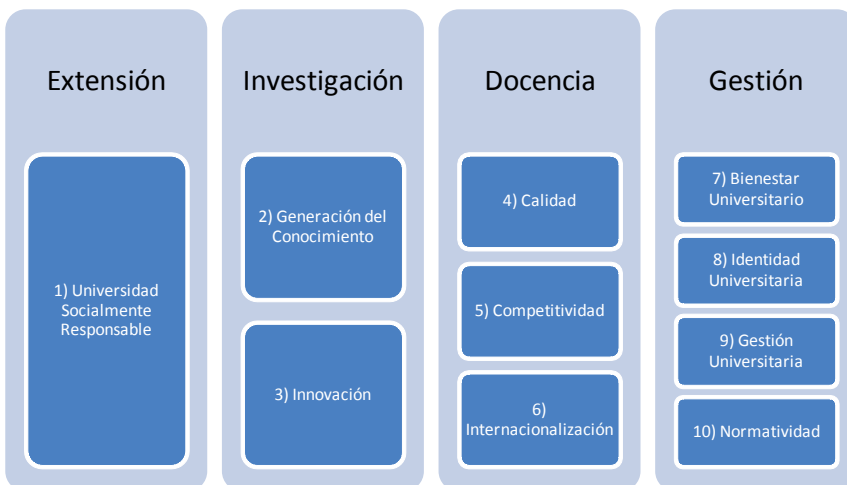 Extensión
1) Universidad
Socialmente
Responsable
Investigación
2) Generación del
Conocimiento
3) Innovación
Docencia
4) Calidad
5) Competitividad
6)
Internacionalización
Gestión
7) Bienestar
Universitario
8) Identidad
Universitaria
9) Gestión
Universitaria
10) Normatividad